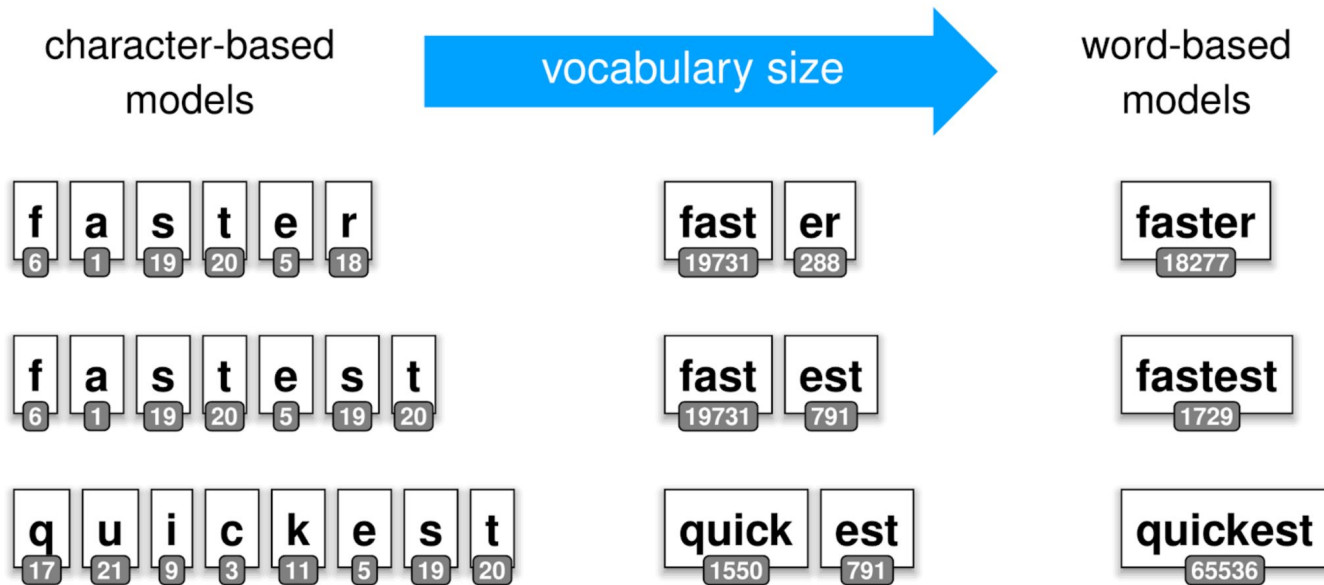 character-based
models
vocabulary size
word-based
models
f a s t e r
6 1 19 20 5 18
fast er
19731 288
faster
18277
f a s t e s t
6 1 19 20 5 19 20
fast est
19731 791
fastest
1729
q u i c k e s t
17 21 9 3 11 5 19 20
quick est
1550 791
quickest
65536